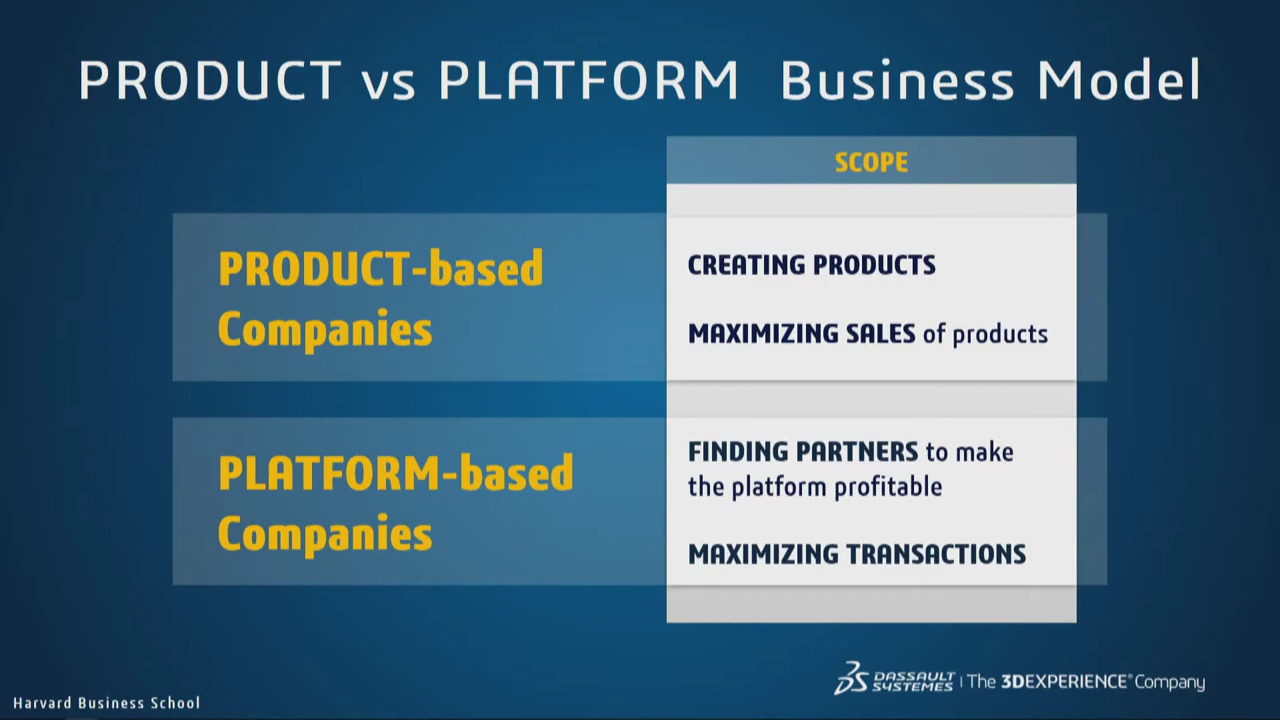 PRODUCT vs PLATFORM Business Model
SCOPE
PRODUCT-based
Companies
CREATING PRODUCTS
MAXIMIZING SALES of products
PLATFORM-based
Companies
FINDING PARTNERS to make
the platform profitable
MAXIMIZING TRANSACTIONS
DASSAULT
SYSTEMES | The 3DEXPERIENCE® Company
Harvard Business School